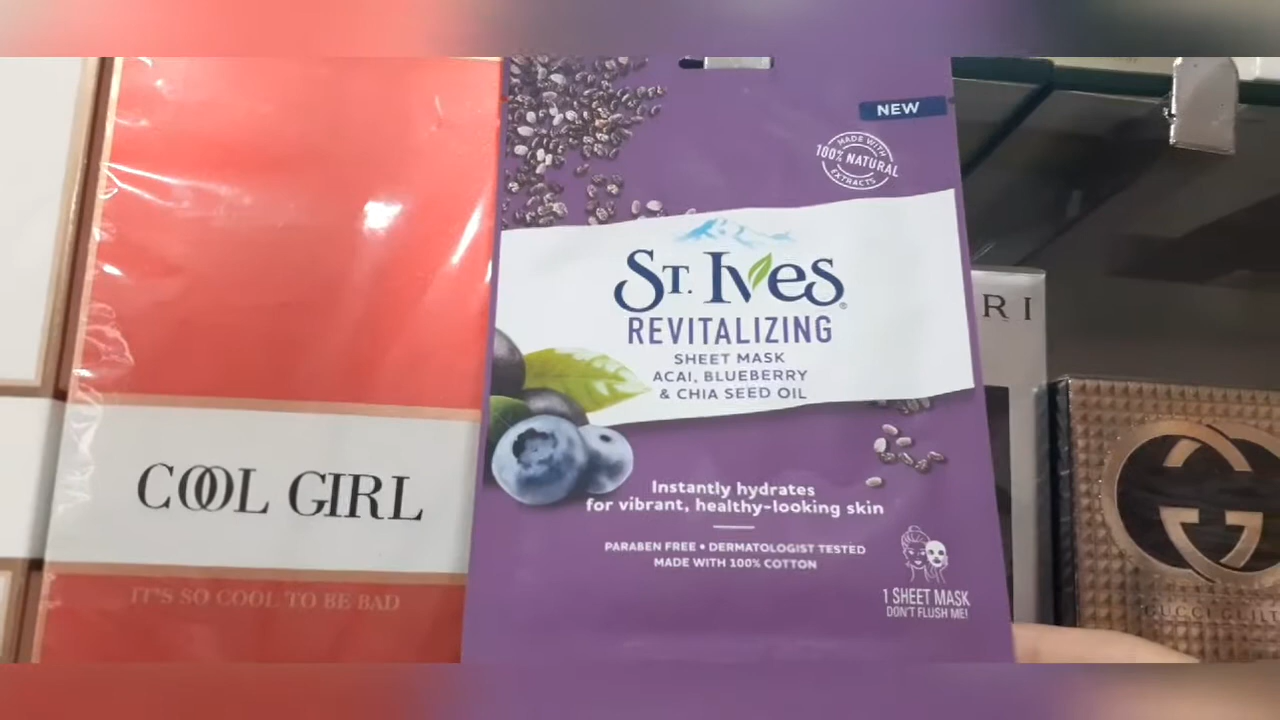 COOL GIRL
IT'S SO COOL TO BE BAD
NEW
MADE WITH
100% NATURAL
EXTRACTS
ST. IVES
REVITALIZING
SHEET MASK
ACAI, BLUEBERRY
& CHIA SEED OIL
Instantly hydrates
for vibrant, healthy-looking skin
PARABEN FREE • DERMATOLOGIST TESTED
MADE WITH 100% COTTON
1 SHEET MASK
DON'T FLUSH ME!
RI
GUCCI GUILT